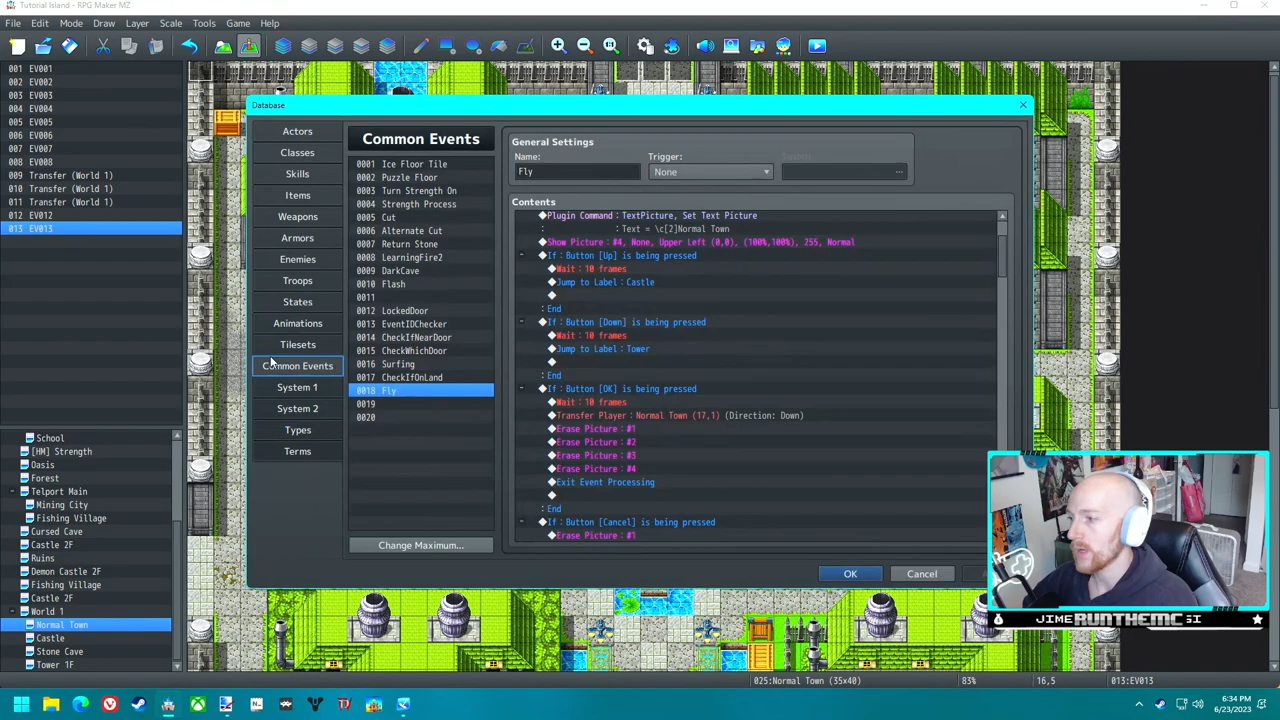 Tutorial Island - RPG Maker MZ
File Edit Mode Draw Layer Scale Tools Game Help
001 EV001
002 EV002
003 EV003
004 EV004
005 EV005
006 EV006
007 EV007
008 EV008
009 Transfer (World 1)
010 Transfer (World 1)
011 Transfer (World 1)
012 EV012
013 EV013
School
[HM] Strength
Oasis
Forest
Telport Main
Mining City
Fishing Village
Cursed Cave
Castle 2F
Ruins
Demon Castle 2F
Fishing Village
Castle 2F
World 1
Normal Town
Castle
Stone Cave
Tower 1F
Database
Actors
Classes
Skills
Items
Weapons
Armors
Enemies
Troops
States
Animations
Tilesets
Common Events
System 1
System 2
Types
Terms
Common Events
0001 Ice Floor Tile
0002 Puzzle Floor
0003 Turn Strength On
0004 Strength Process
0005 Cut
0006 Alternate Cut
0007 Return Stone
0008 LearningFire2
0009 DarkCave
0010 Flash
0011
0012 LockedDoor
0013 EventIDChecker
0014 CheckIfNearDoor
0015 CheckWhichDoor
0016 Surfing
0017 CheckIfOnLand
0018 Fly
0019
0020
Change Maximum...
General Settings
Name: Trigger:
Fly None ...
Contents
◆Plugin Command : TextPicture, Set Text Picture
: : Text = \c[2]Normal Town
◆Show Picture : #4, None, Upper Left (0,0), (100%,100%), 255, Normal
◆If : Button [Up] is being pressed
◆Wait : 10 frames
◆Jump to Label : Castle
◆
: End
◆If : Button [Down] is being pressed
◆Wait : 10 frames
◆Jump to Label : Tower
◆
: End
◆If : Button [OK] is being pressed
◆Wait : 10 frames
◆Transfer Player : Normal Town (17,1) (Direction: Down)
◆Erase Picture : #1
◆Erase Picture : #2
◆Erase Picture : #3
◆Erase Picture : #4
◆Exit Event Processing
◆
: End
◆If : Button [Cancel] is being pressed
◆Erase Picture : #1
OK Cancel
RUNTHEMC
025:Normal Town (35x40) 83% 16,5 013:EV013
6:34 PM
6/23/2023